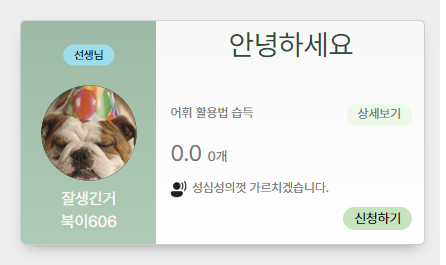 선생님
잘생긴거
북이606
안녕하세요
어휘 활용법 습득
상세보기
0.0 0개
성심성의껏 가르치겠습니다.
신청하기